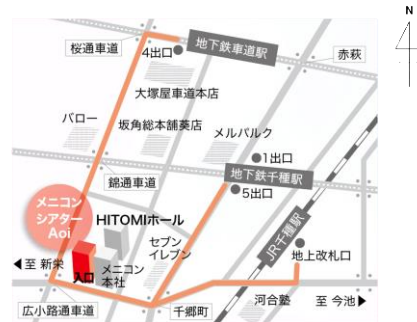 N
桜通車道
4出口
地下鉄車道駅
赤萩
大塚屋車道本店
バロー
坂角総本舗葵店
メルパルク
1出口
地下鉄千種駅
5出口
錦通車道
メニコン
シアター
Aoi
HITOMIホール
セブン
イレブン
JR千種駅
地上改札口
◀至 新栄
入口
メニコン
本社
広小路通車道
千郷町
河合塾
至 今池▶